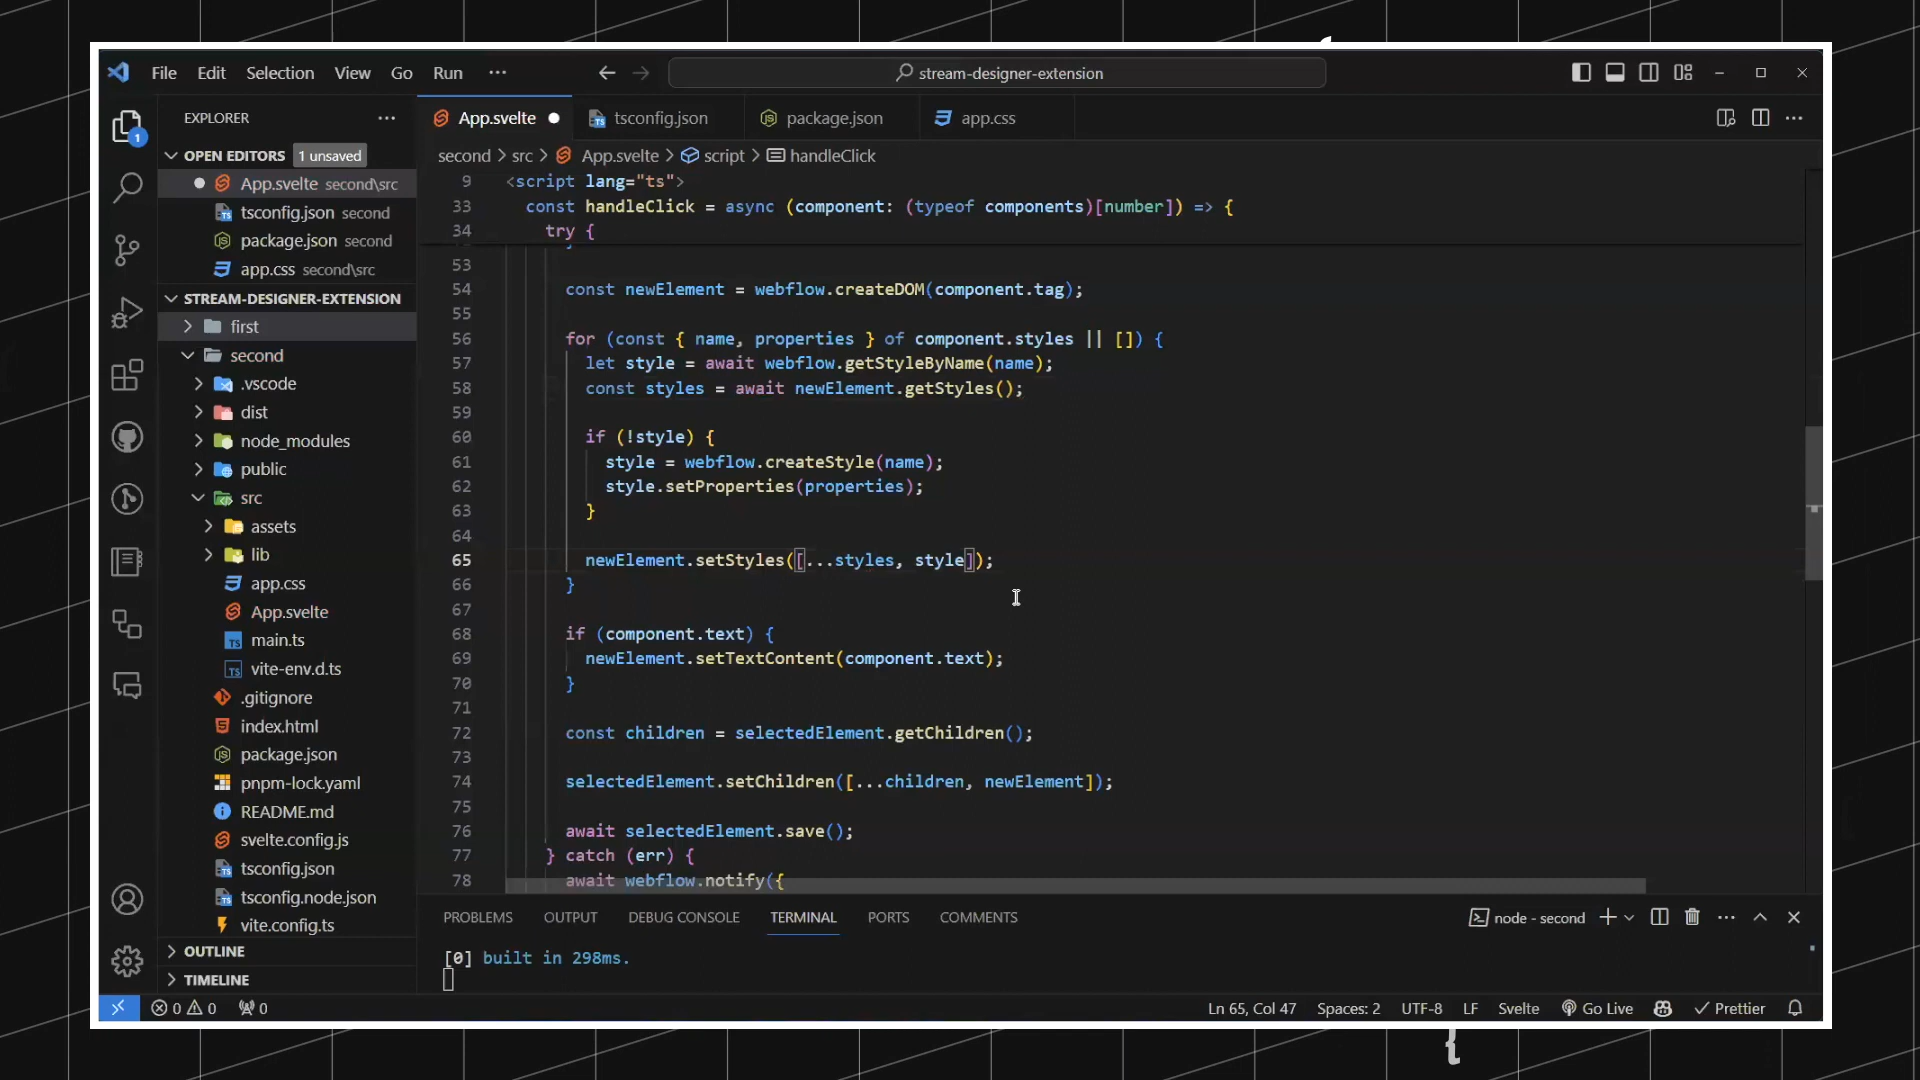 File Edit Selection View Go Run ···
stream-designer-extension
EXPLORER
OPEN EDITORS 1 unsaved
App.svelte second\src
tsconfig.json second
package.json second
app.css second\src
STREAM-DESIGNER-EXTENSION
first
second
.vscode
dist
node_modules
public
src
assets
lib
app.css
App.svelte
main.ts
vite-env.d.ts
.gitignore
index.html
package.json
pnpm-lock.yaml
README.md
svelte.config.js
tsconfig.json
tsconfig.node.json
vite.config.ts
OUTLINE
TIMELINE
1
App.svelte tsconfig.json package.json app.css
second > src > App.svelte > script > handleClick
9 <script lang="ts">
33 const handleClick = async (component: (typeof components)[number]) => {
34 try {
53
54 const newElement = webflow.createDOM(component.tag);
55
56 for (const { name, properties } of component.styles || []) {
57 let style = await webflow.getStyleByName(name);
58 const styles = await newElement.getStyles();
59
60 if (!style) {
61 style = webflow.createStyle(name);
62 style.setProperties(properties);
63 }
64
65 newElement.setStyles([...styles, style]);
66 }
67
68 if (component.text) {
69 newElement.setTextContent(component.text);
70 }
71
72 const children = selectedElement.getChildren();
73
74 selectedElement.setChildren([...children, newElement]);
75
76 await selectedElement.save();
77 } catch (err) {
78 await webflow.notify({
PROBLEMS OUTPUT DEBUG CONSOLE TERMINAL PORTS COMMENTS
node - second
[0] built in 298ms.
0 0 0
Ln 65, Col 47 Spaces: 2 UTF-8 LF Svelte Go Live Prettier
{